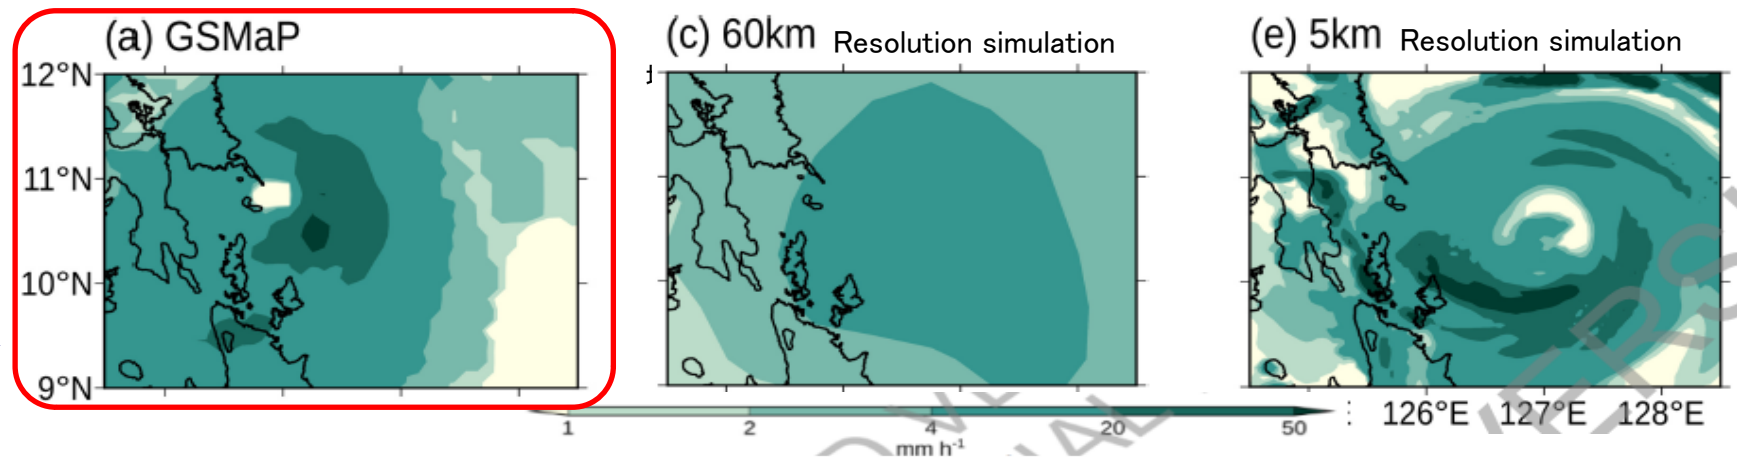 (a) GSMaP
(c) 60km Resolution simulation
(e) 5km Resolution simulation
12°N
11°N
10°N
9°N
126°E 127°E 128°E
1 2 4 20 50
mm h-1